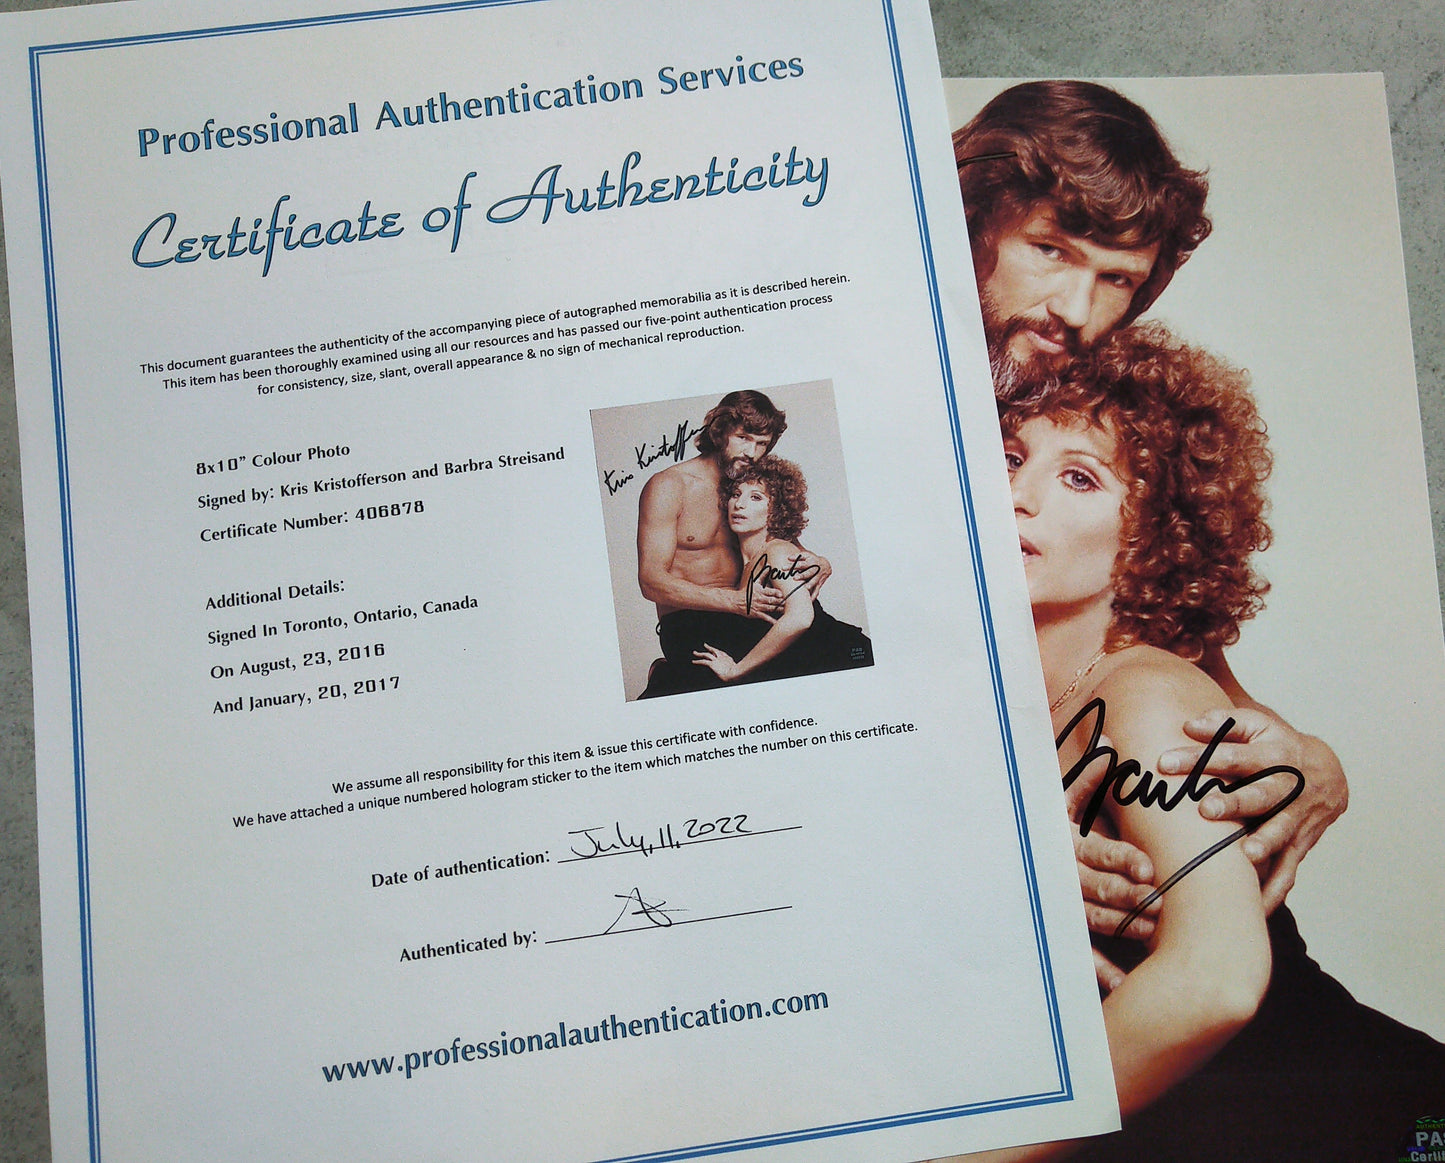 Professional Authentication Services
Certificate of Authenticity
This document guarantees the authenticity of the accompanying piece of autographed memorabilia as it is described herein.
This item has been thoroughly examined using all our resources and has passed our five-point authentication process
for consistency, size, slant, overall appearance & no sign of mechanical reproduction.
8x10" Colour Photo
Signed by: Kris Kristofferson and Barbra Streisand
Certificate Number: 406878
Additional Details:
Signed In Toronto, Ontario, Canada
On August, 23, 2016
And January, 20, 2017
Kris Kristofferson
We assume all responsibility for this item & issue this certificate with confidence.
We have attached a unique numbered hologram sticker to the item which matches the number on this certificate.
Date of authentication: July, 11, 2022
Authenticated by:
www.professionalauthentication.com
PAS